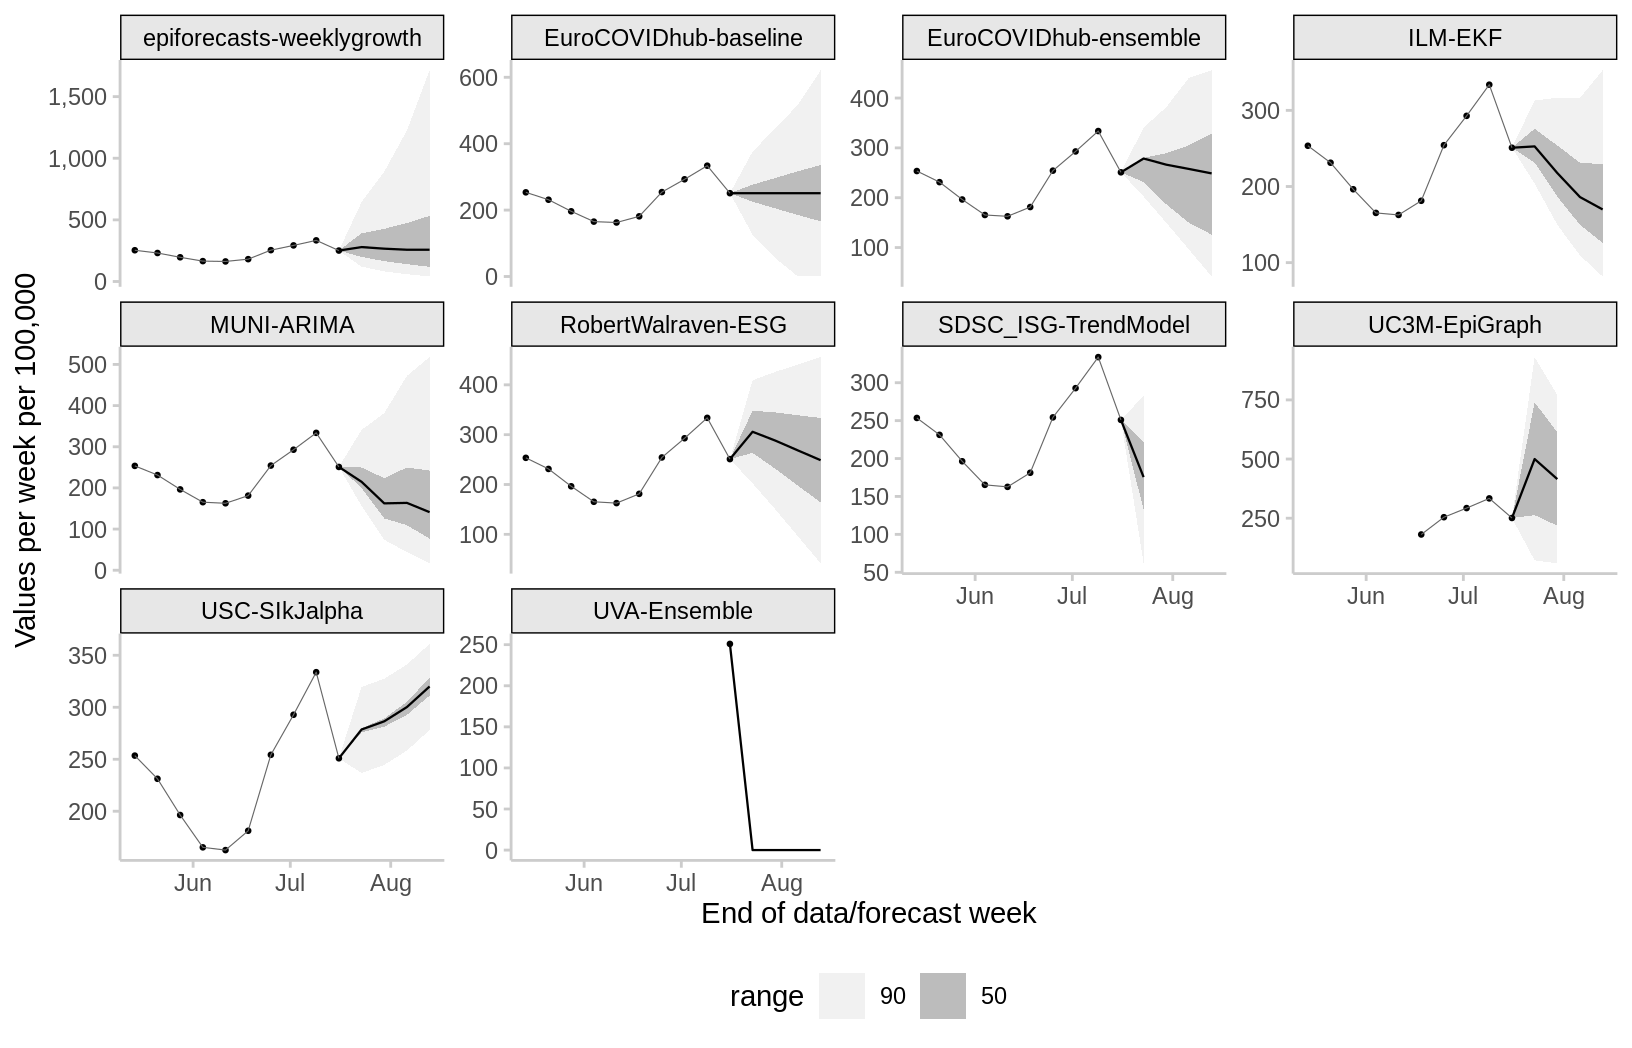 epiforecasts-weeklygrowth
EuroCOVIDhub-baseline
EuroCOVIDhub-ensemble
ILM-EKF
1,500
1,000
500
0
600
400
200
0
400
300
200
100
300
200
100
MUNI-ARIMA
RobertWalraven-ESG
SDSC_ISG-TrendModel
UC3M-EpiGraph
500
400
300
200
100
0
400
300
200
100
300
250
200
150
100
50
Jun Jul Aug
750
500
250
Jun Jul Aug
USC-SIkJalpha
UVA-Ensemble
350
300
250
200
Jun Jul Aug
250
200
150
100
50
0
Jun Jul Aug
Values per week per 100,000
End of data/forecast week
range 90 50